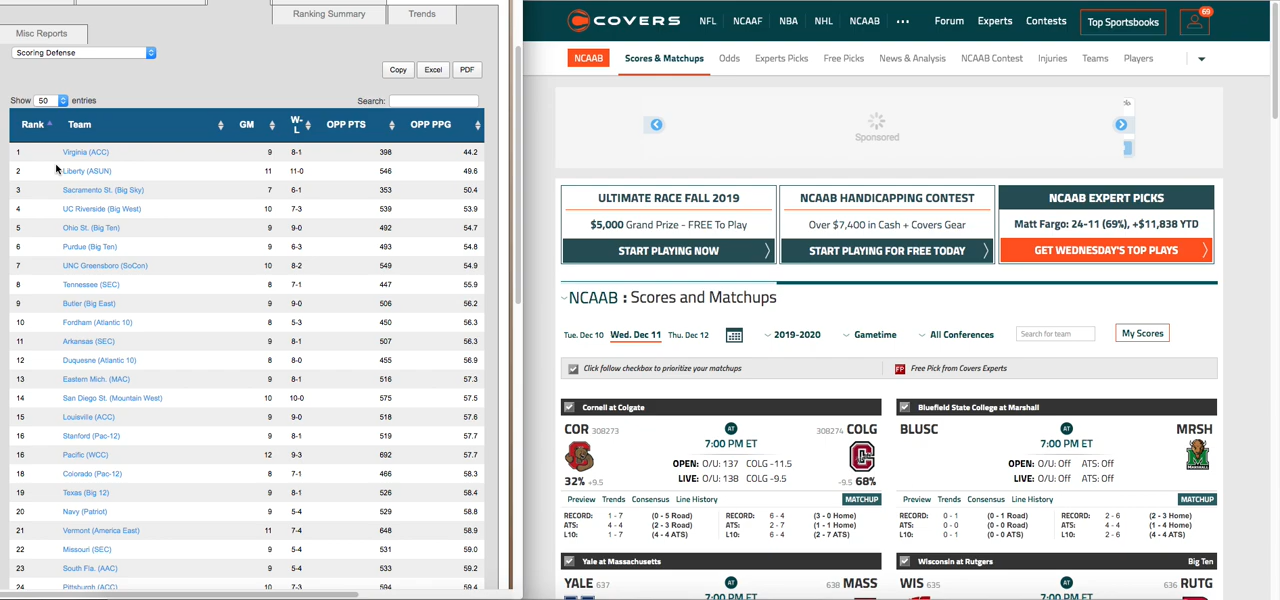 Ranking Summary
Trends
Misc Reports
Scoring Defense
Copy
Excel
PDF
Show 50 entries
Search:
Rank Team GM W-L OPP PTS OPP PPG
1 Virginia (ACC) 9 8-1 398 44.2
2 Liberty (ASUN) 11 11-0 546 49.6
3 Sacramento St. (Big Sky) 7 6-1 353 50.4
4 UC Riverside (Big West) 10 7-3 539 53.9
5 Ohio St. (Big Ten) 9 9-0 492 54.7
6 Purdue (Big Ten) 9 6-3 493 54.8
7 UNC Greensboro (SoCon) 10 8-2 549 54.9
8 Tennessee (SEC) 8 7-1 447 55.9
9 Butler (Big East) 9 9-0 506 56.2
10 Fordham (Atlantic 10) 8 5-3 450 56.3
11 Arkansas (SEC) 9 8-1 507 56.3
12 Duquesne (Atlantic 10) 8 8-0 455 56.9
13 Eastern Mich. (MAC) 9 8-1 516 57.3
14 San Diego St. (Mountain West) 10 10-0 575 57.5
15 Louisville (ACC) 9 9-0 518 57.6
16 Stanford (Pac-12) 9 8-1 519 57.7
16 Pacific (WCC) 12 9-3 692 57.7
18 Colorado (Pac-12) 8 7-1 466 58.3
19 Texas (Big 12) 9 8-1 526 58.4
20 Navy (Patriot) 9 5-4 529 58.8
21 Vermont (America East) 11 7-4 648 58.9
22 Missouri (SEC) 9 5-4 531 59.0
23 South Fla. (AAC) 9 5-4 533 59.2
24 Pittsburgh (ACC) 10 7-3 594 59.4
COVERS NFL NCAAF NBA NHL NCAAB ••• Forum Experts Contests Top Sportsbooks 69
NCAAB Scores & Matchups Odds Experts Picks Free Picks News & Analysis NCAAB Contest Injuries Teams Players
Sponsored
ULTIMATE RACE FALL 2019
$5,000 Grand Prize - FREE To Play
START PLAYING NOW
NCAAB HANDICAPPING CONTEST
Over $7,400 in Cash + Covers Gear
START PLAYING FOR FREE TODAY
NCAAB EXPERT PICKS
Matt Fargo: 24-11 (69%), +$11,838 YTD
GET WEDNESDAY'S TOP PLAYS
NCAAB : Scores and Matchups
Tue. Dec 10 Wed. Dec 11 Thu. Dec 12 2019-2020 Gametime All Conferences Search for team My Scores
Click follow checkbox to prioritize your matchups
FP Free Pick from Covers Experts
Cornell at Colgate
COR 308273 AT 308274 COLG
7:00 PM ET
OPEN: O/U: 137 COLG -11.5
LIVE: O/U: 138 COLG -9.5
32% +9.5 -9.5 68%
Preview Trends Consensus Line History MATCHUP
RECORD: 1 - 7 (0 - 5 Road) RECORD: 6 - 4 (3 - 0 Home)
ATS: 4 - 4 (2 - 3 Road) ATS: 2 - 7 (1 - 1 Home)
L10: 1 - 7 (4 - 4 ATS) L10: 6 - 4 (2 - 7 ATS)
Bluefield State College at Marshall
BLUSC AT MRSH
7:00 PM ET
OPEN: O/U: Off ATS: Off
LIVE: O/U: Off ATS: Off
Preview Trends Consensus Line History MATCHUP
RECORD: 0 - 1 (0 - 1 Road) RECORD: 2 - 6 (2 - 3 Home)
ATS: 0 - 0 (0 - 0 Road) ATS: 4 - 4 (1 - 4 Home)
L10: 0 - 1 (0 - 0 ATS) L10: 2 - 6 (4 - 4 ATS)
Yale at Massachusetts
YALE 637 AT 638 MASS
7:00 PM ET
Wisconsin at Rutgers Big Ten
WIS 635 AT 636 RUTG
7:00 PM ET